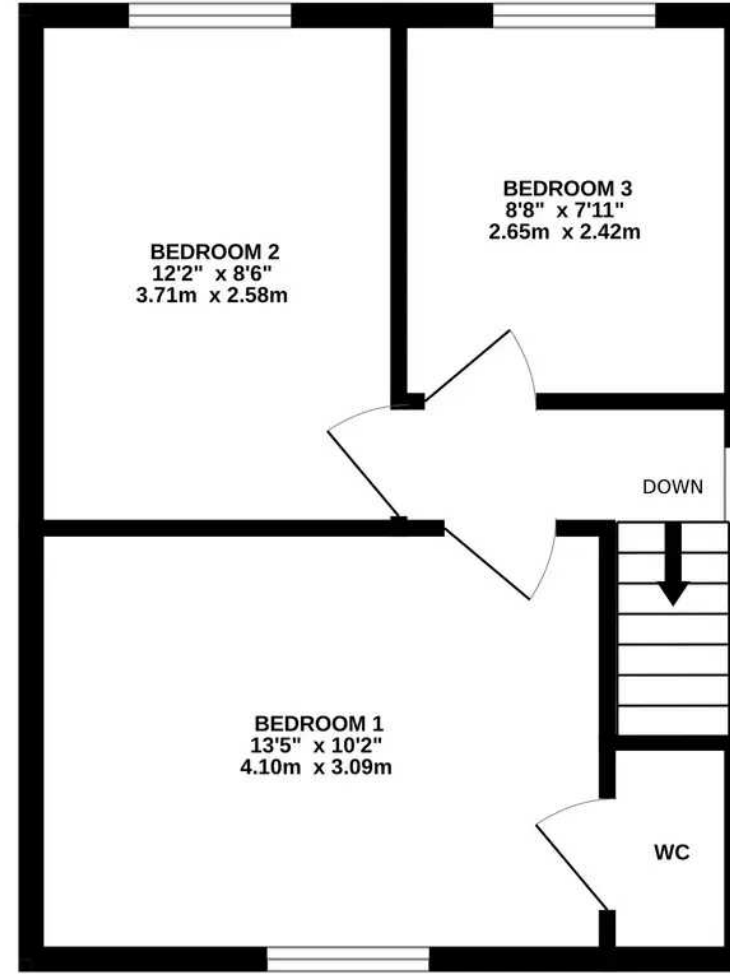 BEDROOM 3
8'8" x 7'11"
2.65m x 2.42m
BEDROOM 2
12'2" x 8'6"
3.71m x 2.58m
DOWN
BEDROOM 1
13'5" x 10'2"
4.10m x 3.09m
WC